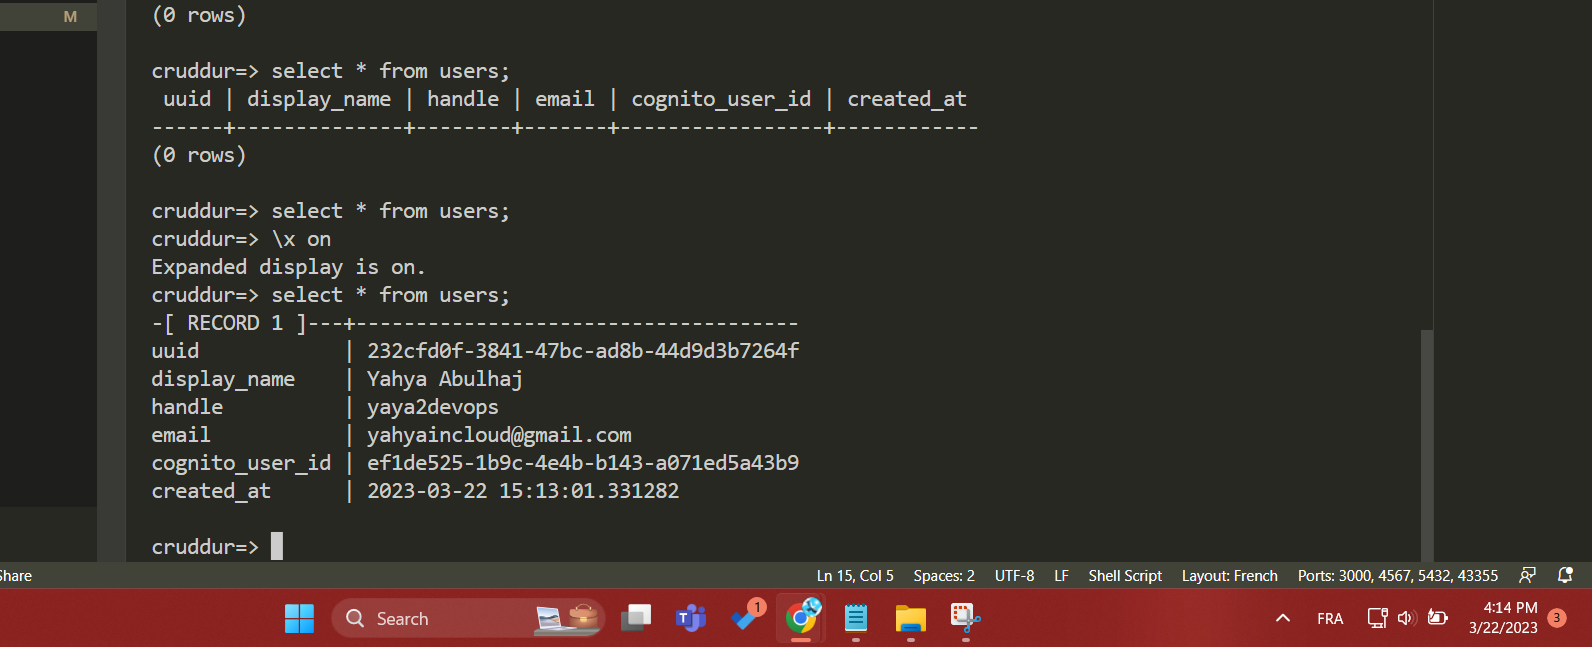 M
(0 rows)
cruddur=> select * from users;
 uuid | display_name | handle | email | cognito_user_id | created_at
------+--------------+--------+-------+-----------------+------------
(0 rows)
cruddur=> select * from users;
cruddur=> \x on
Expanded display is on.
cruddur=> select * from users;
-[ RECORD 1 ]---+-------------------------------------
uuid            | 232cfd0f-3841-47bc-ad8b-44d9d3b7264f
display_name    | Yahya Abulhaj
handle          | yaya2devops
email           | yahyaincloud@gmail.com
cognito_user_id | ef1de525-1b9c-4e4b-b143-a071ed5a43b9
created_at      | 2023-03-22 15:13:01.331282
cruddur=>
Share Ln 15, Col 5 Spaces: 2 UTF-8 LF Shell Script Layout: French Ports: 3000, 4567, 5432, 43355
Search 1 FRA 4:14 PM 3
3/22/2023